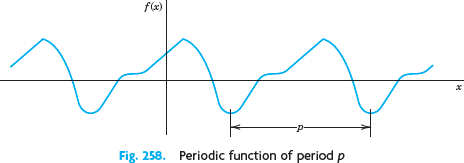 f(x)
x
p
Fig. 258. Periodic function of period p